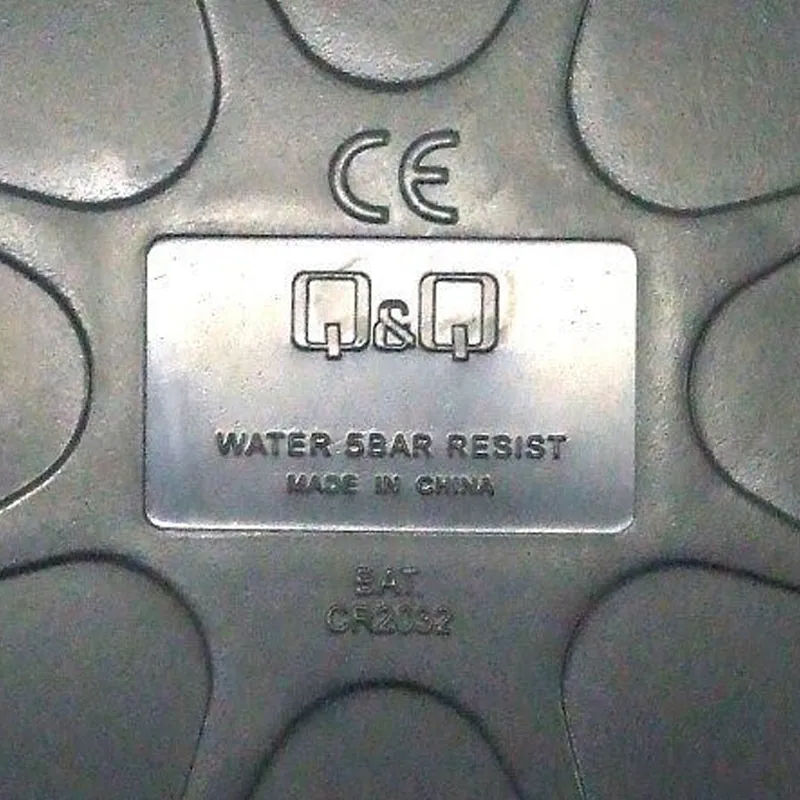 CE
Q&Q
WATER 5BAR RESIST
MADE IN CHINA
BAT.
CR2032